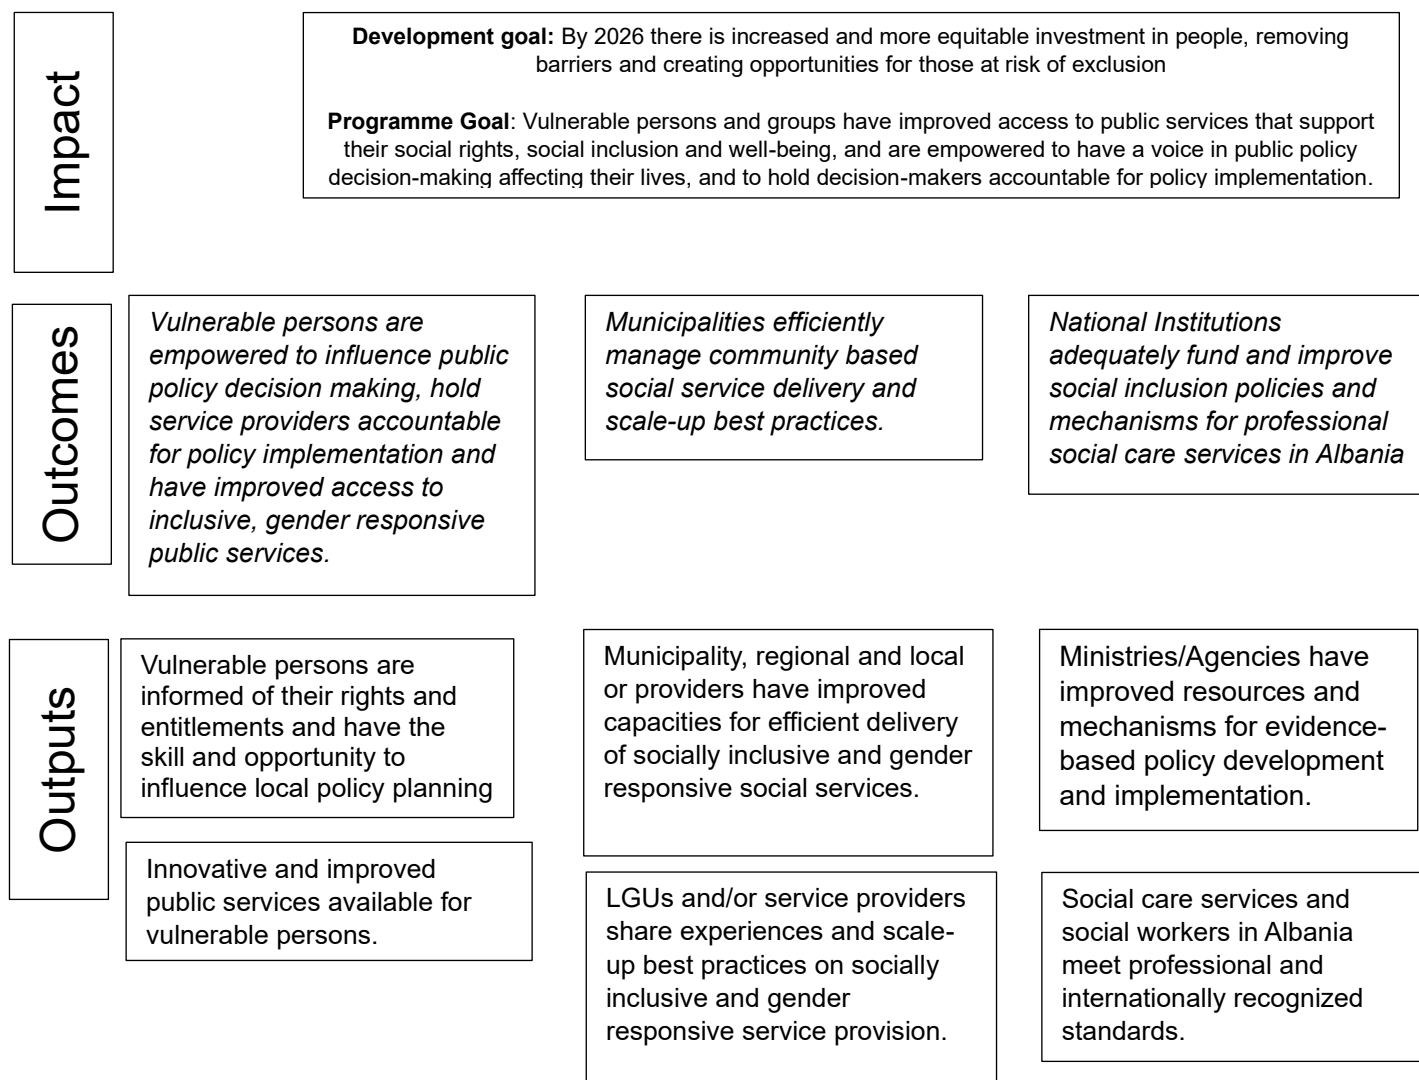 Impact
Development goal: By 2026 there is increased and more equitable investment in people, removing
barriers and creating opportunities for those at risk of exclusion
Programme Goal: Vulnerable persons and groups have improved access to public services that support
their social rights, social inclusion and well-being, and are empowered to have a voice in public policy
decision-making affecting their lives, and to hold decision-makers accountable for policy implementation.
Outcomes
Vulnerable persons are
empowered to influence public
policy decision making, hold
service providers accountable
for policy implementation and
have improved access to
inclusive, gender responsive
public services.
Municipalities efficiently
manage community based
social service delivery and
scale-up best practices.
National Institutions
adequately fund and improve
social inclusion policies and
mechanisms for professional
social care services in Albania
Outputs
Vulnerable persons are
informed of their rights and
entitlements and have the
skill and opportunity to
influence local policy planning
Innovative and improved
public services available for
vulnerable persons.
Municipality, regional and local
or providers have improved
capacities for efficient delivery
of socially inclusive and gender
responsive social services.
LGUs and/or service providers
share experiences and scale-
up best practices on socially
inclusive and gender
responsive service provision.
Ministries/Agencies have
improved resources and
mechanisms for evidence-
based policy development
and implementation.
Social care services and
social workers in Albania
meet professional and
internationally recognized
standards.